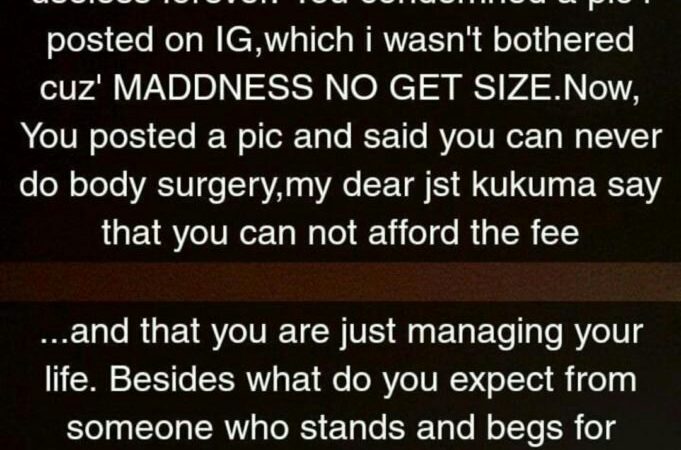 posted on IG,which i wasn't bothered
cuz' MADDNESS NO GET SIZE.Now,
You posted a pic and said you can never
do body surgery,my dear jst kukuma say
that you can not afford the fee
...and that you are just managing your
life. Besides what do you expect from
someone who stands and begs for